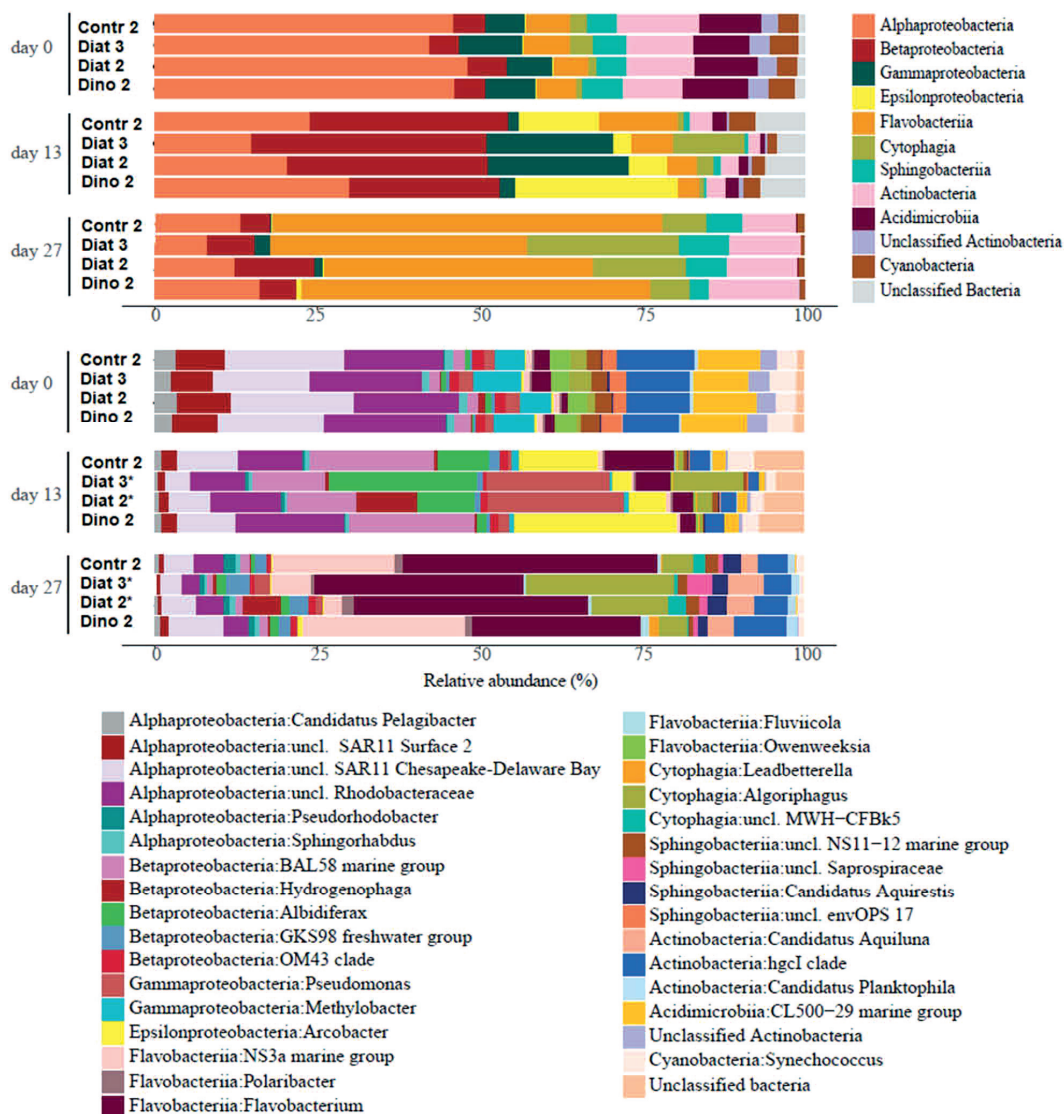 day 0
Contr 2
Diat 3
Diat 2
Dino 2
day 13
Contr 2
Diat 3
Diat 2
Dino 2
day 27
Contr 2
Diat 3
Diat 2
Dino 2
0 25 50 75 100
Alphaproteobacteria
Betaproteobacteria
Gammaproteobacteria
Epsilonproteobacteria
Flavobacteriia
Cytophagia
Sphingobacteriia
Actinobacteria
Acidimicrobiia
Unclassified Actinobacteria
Cyanobacteria
Unclassified Bacteria
day 0
Contr 2
Diat 3
Diat 2
Dino 2
day 13
Contr 2
Diat 3*
Diat 2*
Dino 2
day 27
Contr 2
Diat 3*
Diat 2*
Dino 2
0 25 50 75 100
Relative abundance (%)
Alphaproteobacteria:Candidatus Pelagibacter
Alphaproteobacteria:uncl. SAR11 Surface 2
Alphaproteobacteria:uncl. SAR11 Chesapeake-Delaware Bay
Alphaproteobacteria:uncl. Rhodobacteraceae
Alphaproteobacteria:Pseudorhodobacter
Alphaproteobacteria:Sphingorhabdus
Betaproteobacteria:BAL58 marine group
Betaproteobacteria:Hydrogenophaga
Betaproteobacteria:Albidiferax
Betaproteobacteria:GKS98 freshwater group
Betaproteobacteria:OM43 clade
Gammaproteobacteria:Pseudomonas
Gammaproteobacteria:Methylobacter
Epsilonproteobacteria:Arcobacter
Flavobacteriia:NS3a marine group
Flavobacteriia:Polaribacter
Flavobacteriia:Flavobacterium
Flavobacteriia:Fluviicola
Flavobacteriia:Owenweeksia
Cytophagia:Leadbetterella
Cytophagia:Algoriphagus
Cytophagia:uncl. MWH−CFBk5
Sphingobacteriia:uncl. NS11−12 marine group
Sphingobacteriia:uncl. Saprospiraceae
Sphingobacteriia:Candidatus Aquirestis
Sphingobacteriia:uncl. envOPS 17
Actinobacteria:Candidatus Aquiluna
Actinobacteria:hgcI clade
Actinobacteria:Candidatus Planktophila
Acidimicrobiia:CL500−29 marine group
Unclassified Actinobacteria
Cyanobacteria:Synechococcus
Unclassified bacteria